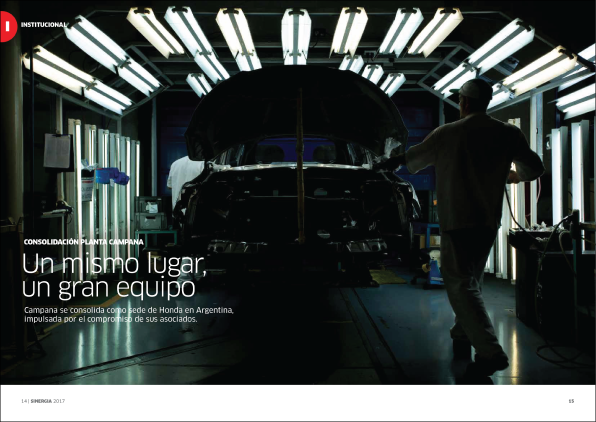 I
INSTITUCIONAL
CONSOLIDACIÓN PLANTA CAMPANA
Un mismo lugar,
un gran equipo
Campana se consolida como sede de Honda en Argentina,
impulsada por el compromiso de sus asociados.
14 | SINERGIA 2017
15